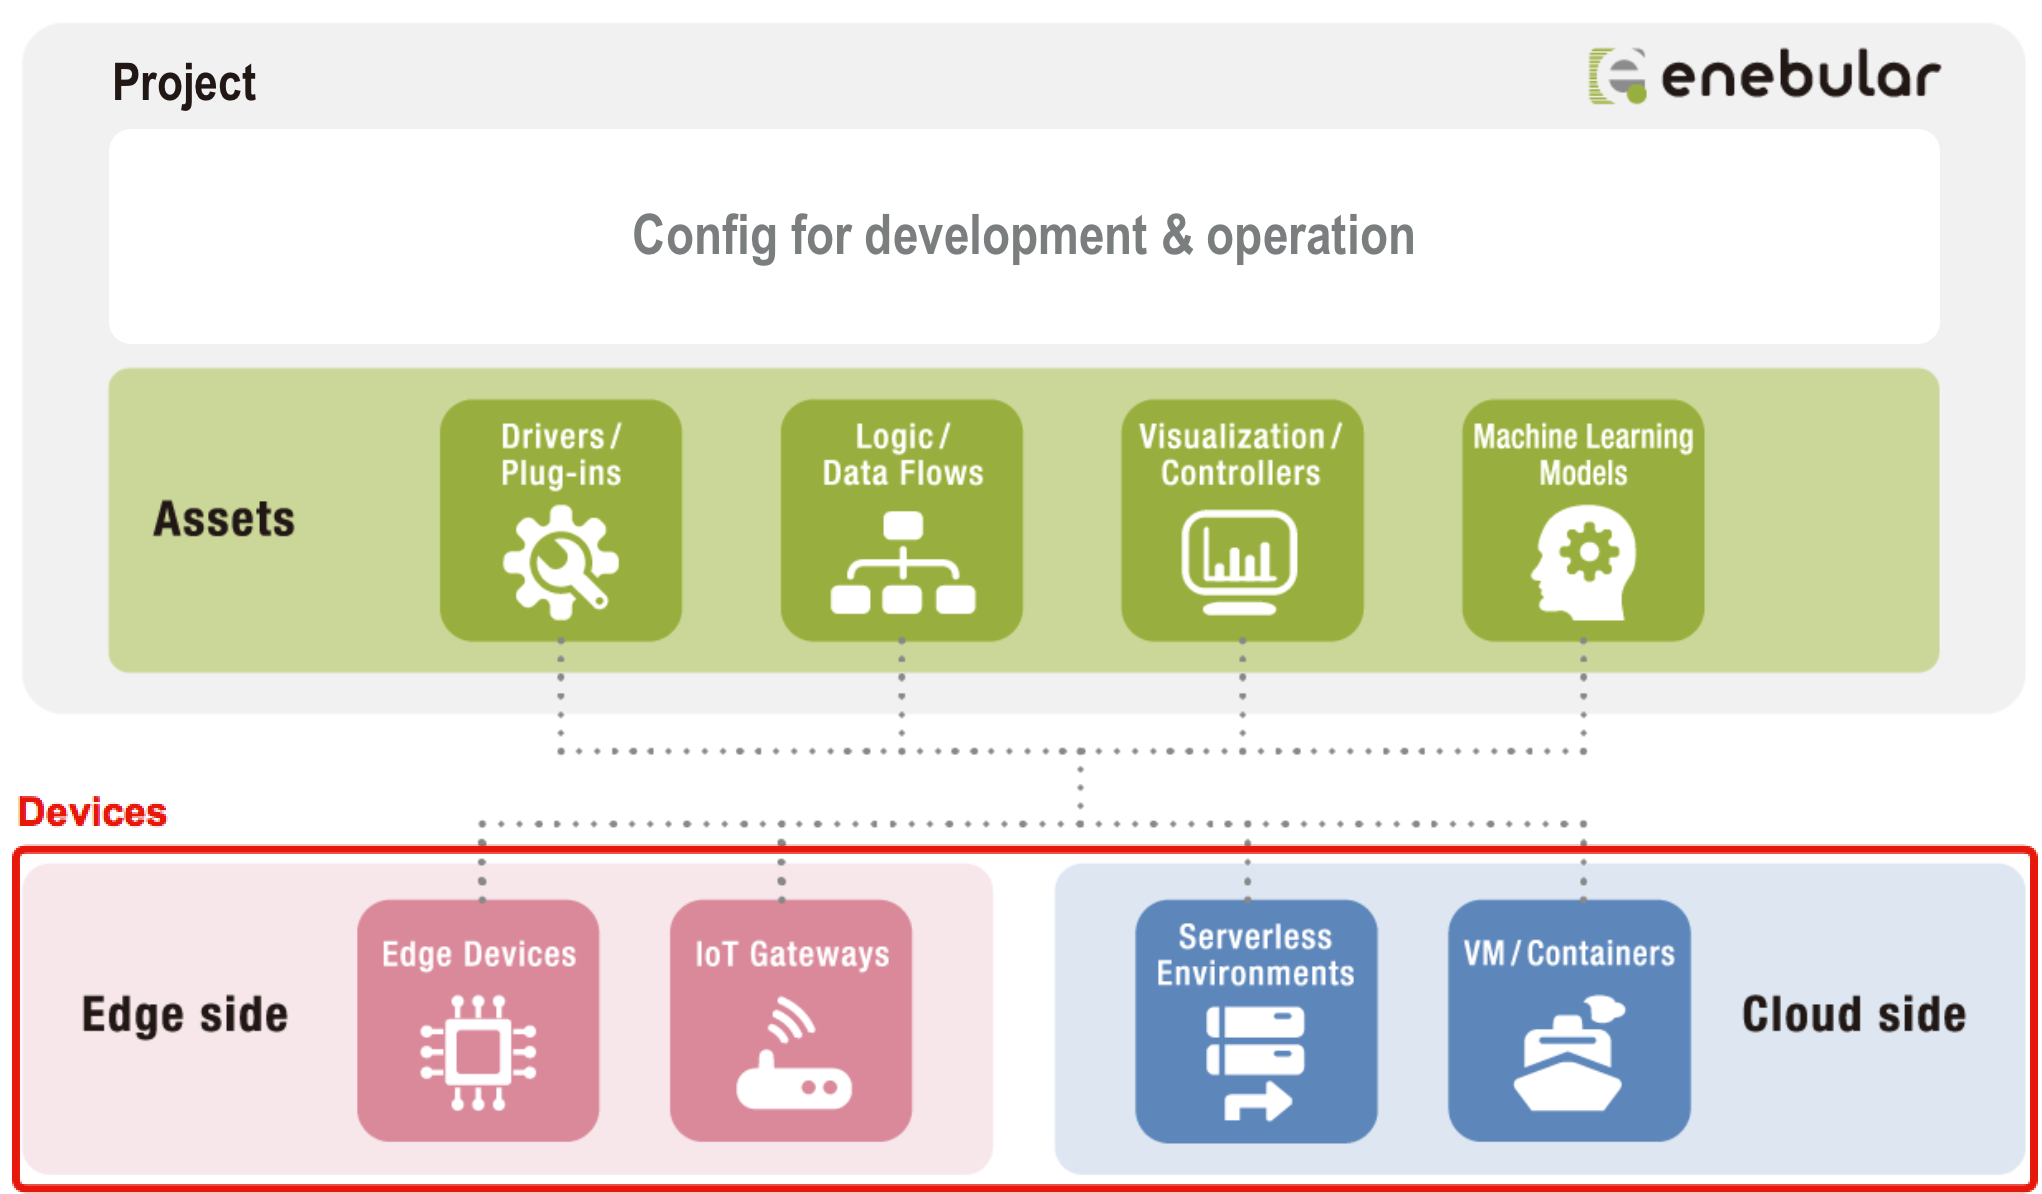 Project
enebular
Config for development & operation
Assets
Drivers /
Plug-ins
Logic /
Data Flows
Visualization /
Controllers
Machine Learning
Models
Devices
Edge side
Edge Devices
IoT Gateways
Serverless
Environments
VM / Containers
Cloud side